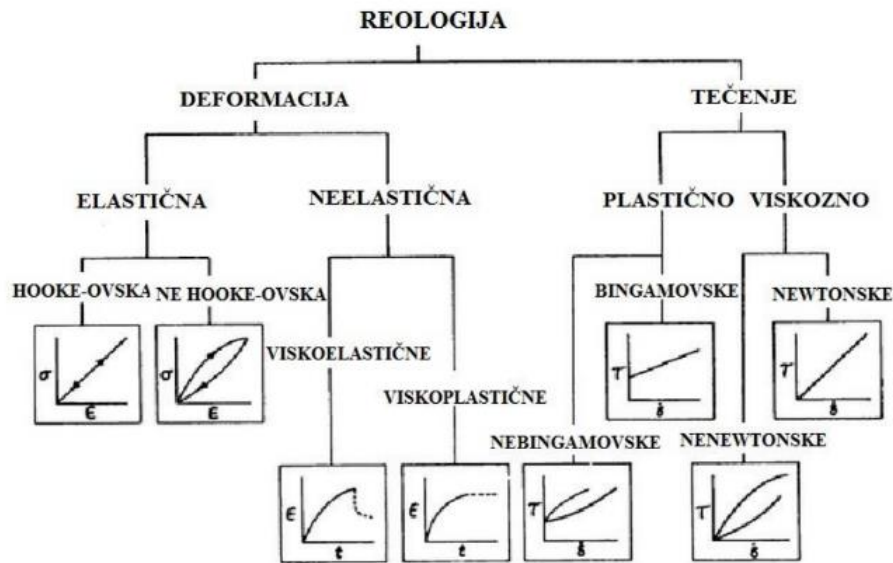 REOLOGIJA
DEFORMACIJA
TEČENJE
ELASTIČNA
NEELASTIČNA
PLASTIČNO
VISKOZNO
HOOKE-OVSKA
NE HOOKE-OVSKA
BINGAMOVSKE
NEWTONSKE
σ
ε
σ
ε
τ
τ
VISKOELASTIČNE
VISKOPLASTIČNE
NEBINGAMOVSKE
NENEWTONSKE
ε
t
ε
t
τ
τ